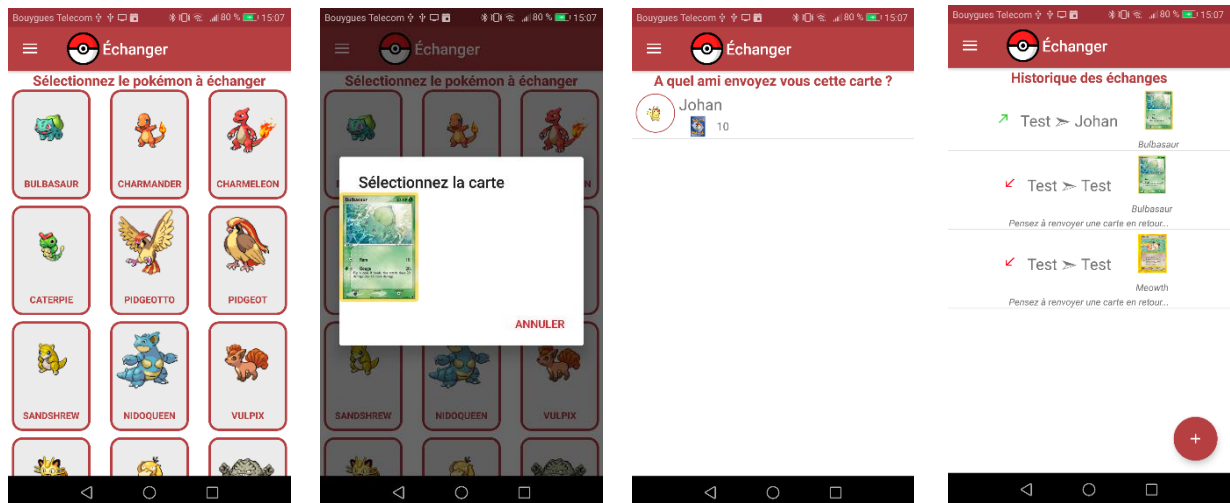 Bouygues Telecom 80 % 15:07
Échanger
Sélectionnez le pokémon à échanger
BULBASAUR CHARMANDER CHARMELEON
CATERPIE PIDGEOTTO PIDGEOT
SANDSHREW NIDOQUEEN VULPIX
Bouygues Telecom 80 % 15:07
Échanger
Sélectionnez le pokémon à échanger
Sélectionnez la carte
Bulbasaur
ANNULER
SANDSHREW NIDOQUEEN VULPIX
Bouygues Telecom 80 % 15:07
Échanger
A quel ami envoyez vous cette carte ?
Johan
10
Bouygues Telecom 80 % 15:07
Échanger
Historique des échanges
Test ➣ Johan
Bulbasaur
Test ➣ Test
Bulbasaur
Pensez à renvoyer une carte en retour...
Test ➣ Test
Meowth
Pensez à renvoyer une carte en retour...
+